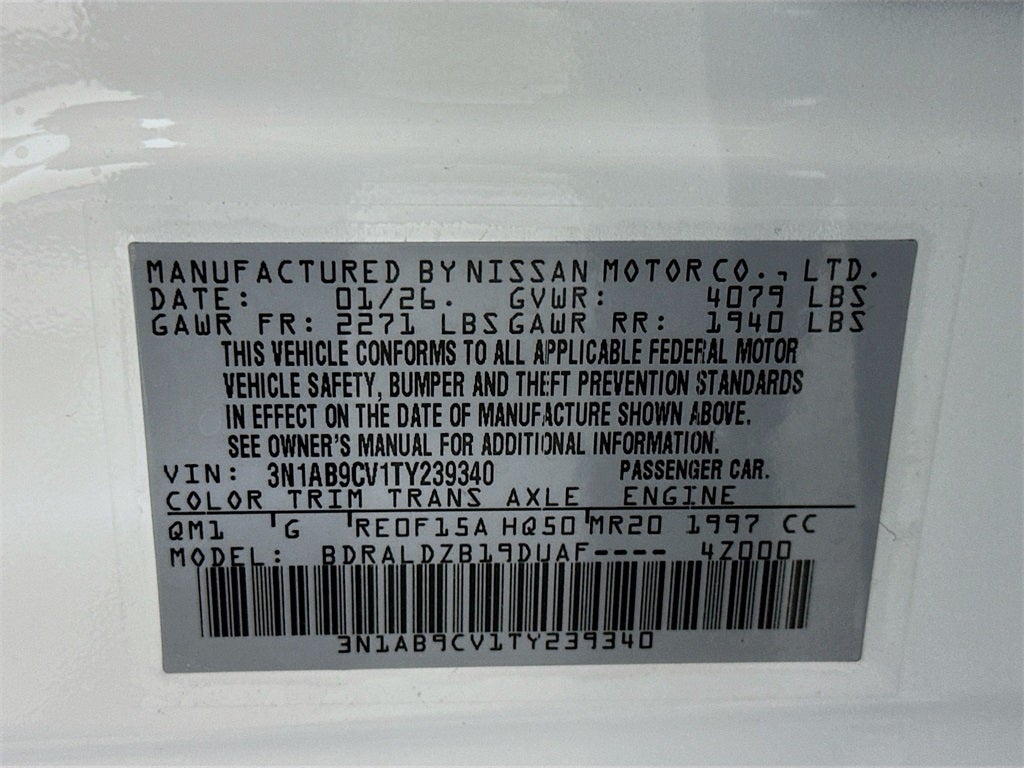 MANUFACTURED BY NISSAN MOTOR CO., LTD.
DATE: 01/26. GVWR: 4079 LBS
GAWR FR: 2271 LBS GAWR RR: 1940 LBS
THIS VEHICLE CONFORMS TO ALL APPLICABLE FEDERAL MOTOR
VEHICLE SAFETY, BUMPER AND THEFT PREVENTION STANDARDS
IN EFFECT ON THE DATE OF MANUFACTURE SHOWN ABOVE.
SEE OWNER'S MANUAL FOR ADDITIONAL INFORMATION.
VIN: 3N1AB9CV1TY239340 PASSENGER CAR.
COLOR TRIM TRANS AXLE ENGINE
QM1 G RE0F15A HQ50 MR20 1997 CC
MODEL: BDRALDZB19DUAF---- 4Z000
3N1AB9CV1TY239340